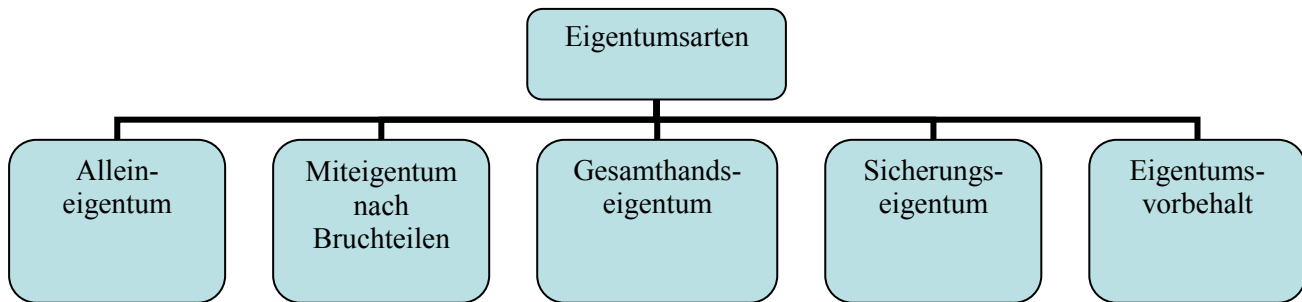 Eigentumsarten
Allein-
eigentum
Miteigentum
nach
Bruchteilen
Gesamthands-
eigentum
Sicherungs-
eigentum
Eigentums-
vorbehalt